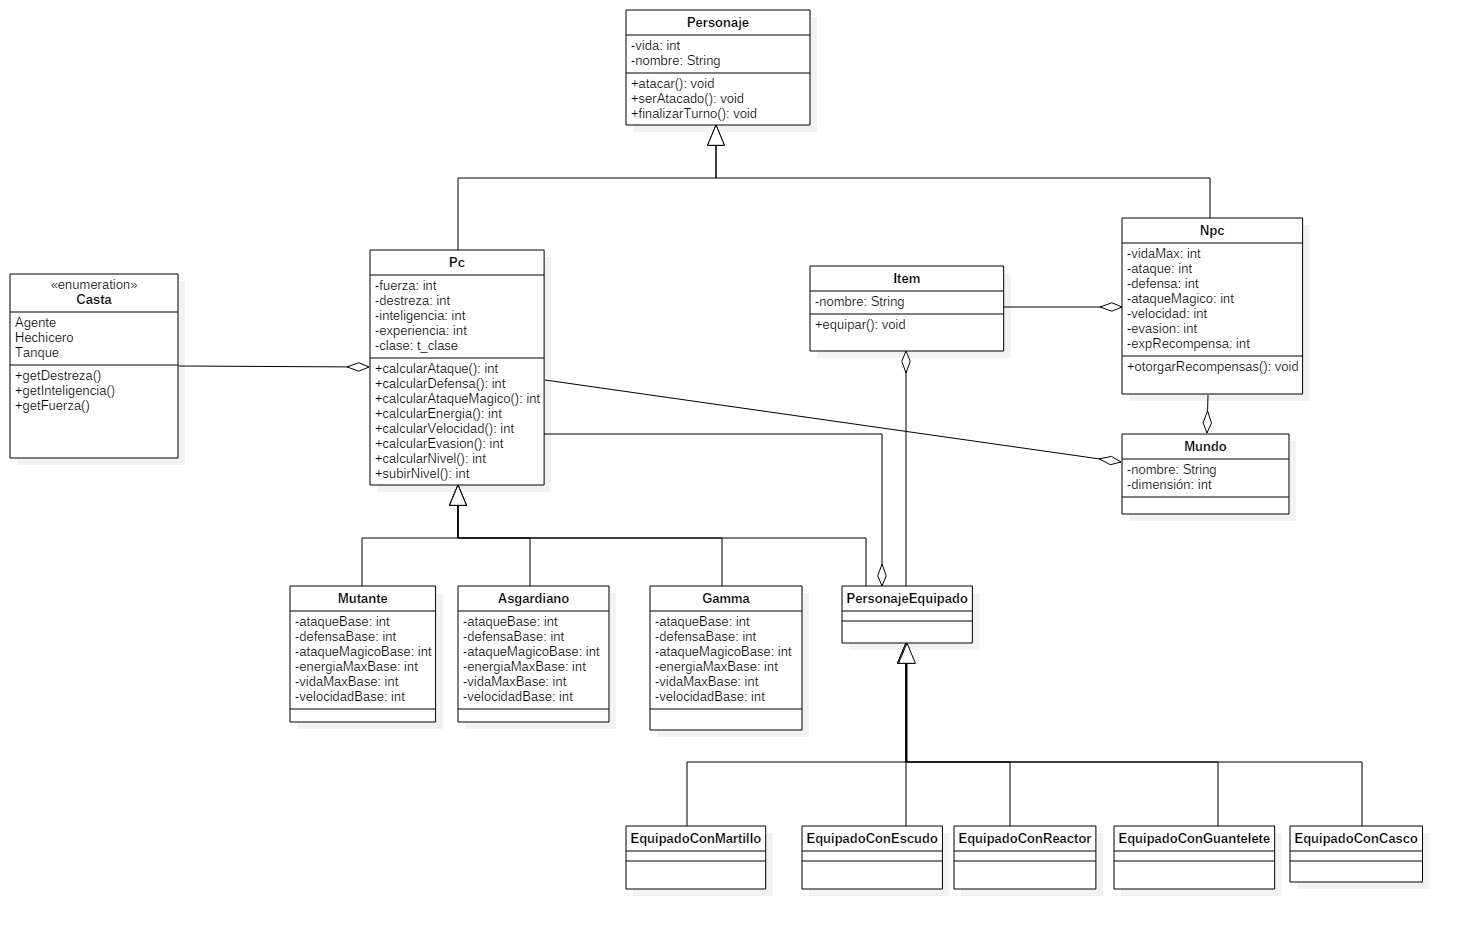 Personaje
-vida: int
-nombre: String
+atacar(): void
+serAtacado(): void
+finalizarTurno(): void
«enumeration»
Casta
Agente
Hechicero
Tanque
+getDestreza()
+getInteligencia()
+getFuerza()
Pc
-fuerza: int
-destreza: int
-inteligencia: int
-experiencia: int
-clase: t_clase
+calcularAtaque(): int
+calcularDefensa(): int
+calcularAtaqueMagico(): int
+calcularEnergia(): int
+calcularVelocidad(): int
+calcularEvasion(): int
+calcularNivel(): int
+subirNivel(): int
Item
-nombre: String
+equipar(): void
Npc
-vidaMax: int
-ataque: int
-defensa: int
-ataqueMagico: int
-velocidad: int
-evasion: int
-expRecompensa: int
+otorgarRecompensas(): void
Mundo
-nombre: String
-dimensión: int
Mutante
-ataqueBase: int
-defensaBase: int
-ataqueMagicoBase: int
-energiaMaxBase: int
-vidaMaxBase: int
-velocidadBase: int
Asgardiano
-ataqueBase: int
-defensaBase: int
-ataqueMagicoBase: int
-energiaMaxBase: int
-vidaMaxBase: int
-velocidadBase: int
Gamma
-ataqueBase: int
-defensaBase: int
-ataqueMagicoBase: int
-energiaMaxBase: int
-vidaMaxBase: int
-velocidadBase: int
PersonajeEquipado
EquipadoConMartillo
EquipadoConEscudo
EquipadoConReactor
EquipadoConGuantelete
EquipadoConCasco